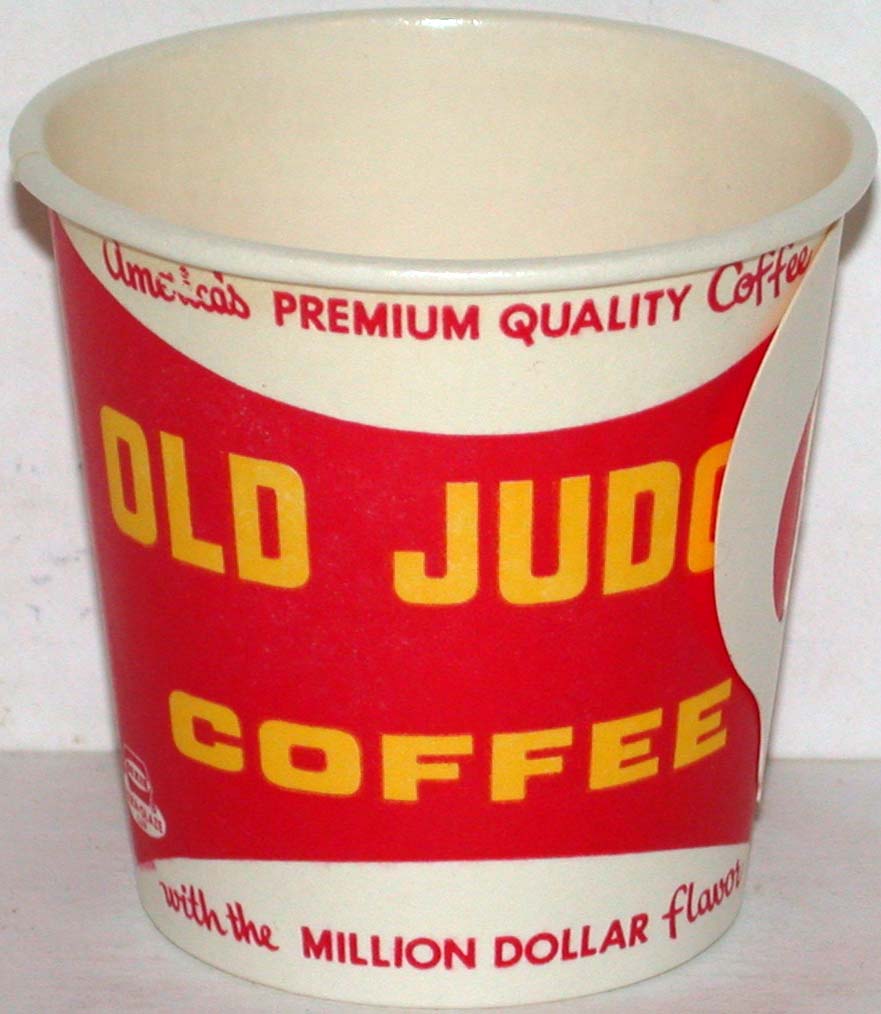 America's PREMIUM QUALITY Coffee
OLD JUDG
COFFEE
with the MILLION DOLLAR flavor